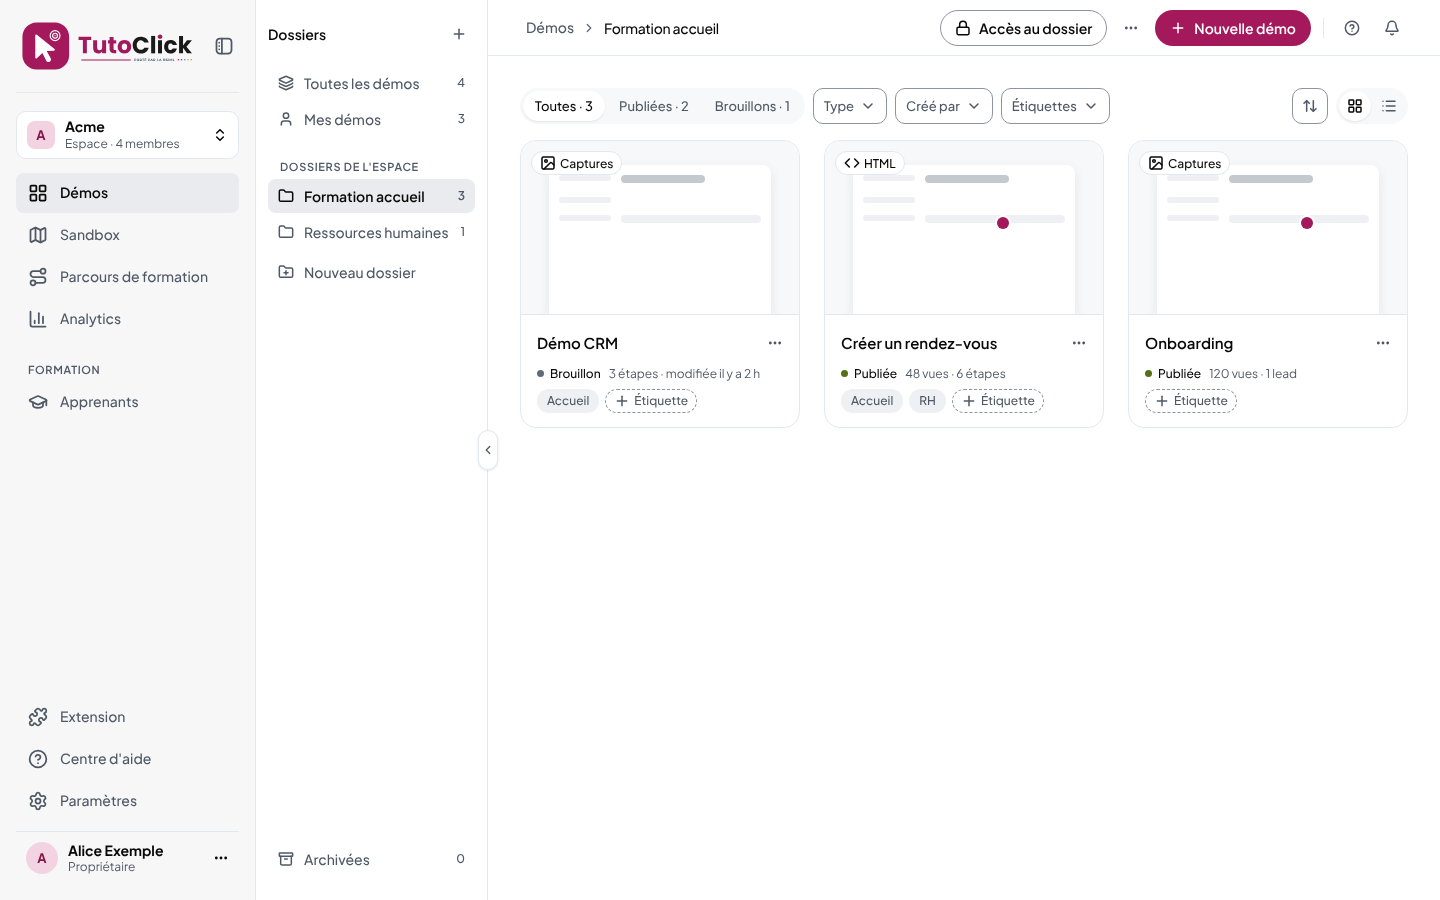 TutoClick
Acme
A
Espace · 4 membres
Démos
Sandbox
Parcours de formation
Analytics
FORMATION
Apprenants
Extension
Centre d'aide
Paramètres
A
Alice Exemple
Propriétaire
Dossiers
Toutes les démos 4
Mes démos 3
DOSSIERS DE L'ESPACE
Formation accueil 3
Ressources humaines 1
Nouveau dossier
Archivées 0
Démos
Formation accueil
Accès au dossier
Nouvelle démo
Toutes · 3
Publiées · 2
Brouillons · 1
Type
Créé par
Étiquettes
Captures
Démo CRM
Brouillon 3 étapes · modifiée il y a 2 h
Accueil
Étiquette
HTML
Créer un rendez-vous
Publiée 48 vues · 6 étapes
Accueil
RH
Étiquette
Captures
Onboarding
Publiée 120 vues · 1 lead
Étiquette